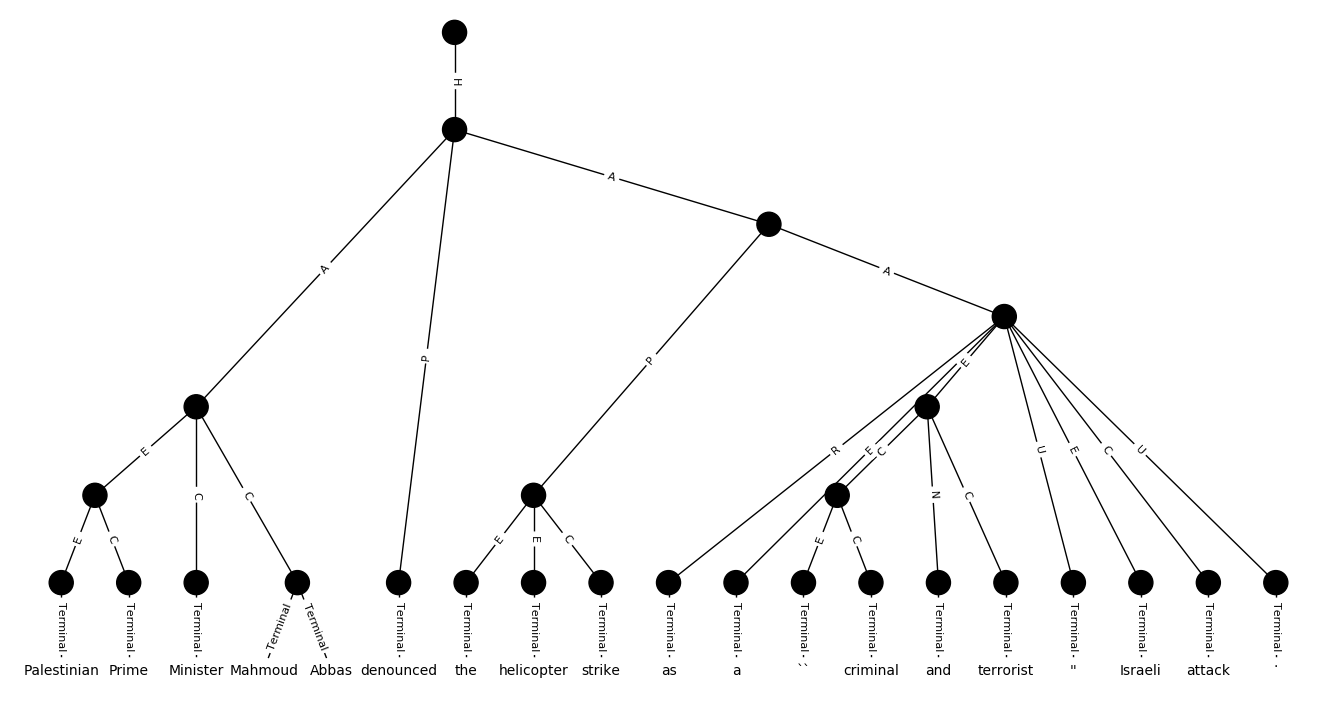 H
A
A
A
P
P
E
E
C
C
R
E
C
N
C
U
E
C
U
E
C
E
E
C
E
C
Terminal Terminal Terminal Terminal Terminal Terminal Terminal Terminal Terminal Terminal Terminal Terminal Terminal Terminal Terminal Terminal Terminal Terminal Terminal
Palestinian Prime Minister Mahmoud Abbas denounced the helicopter strike as a `` criminal and terrorist " Israeli attack .